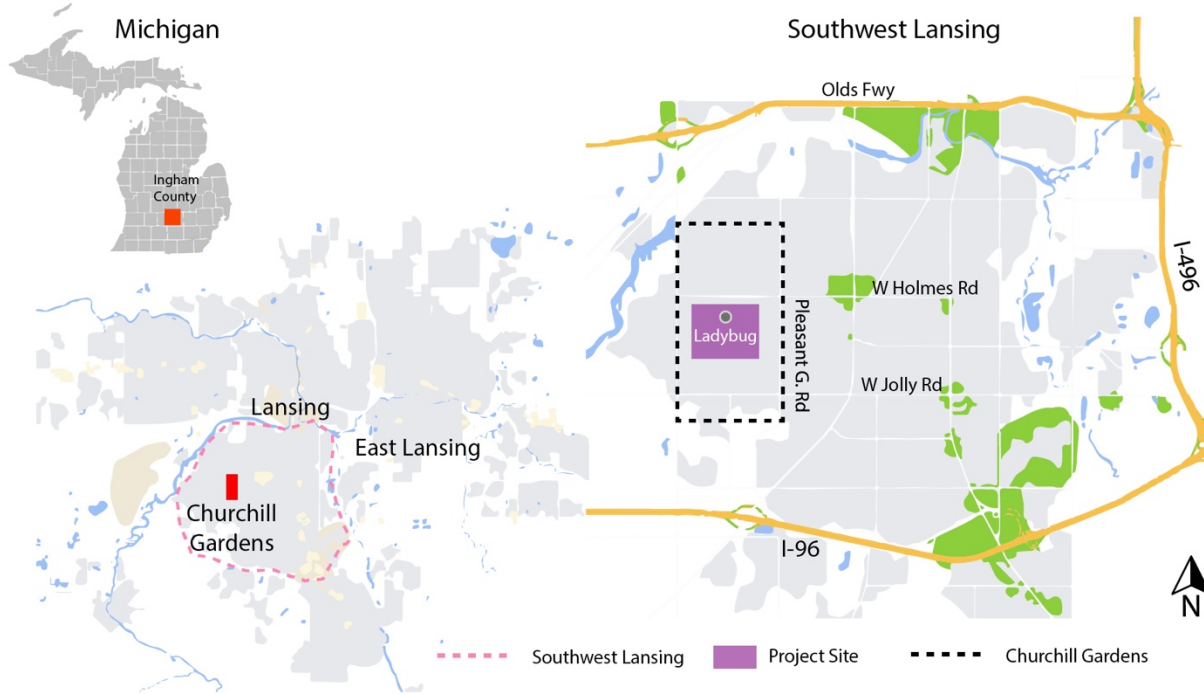 Michigan
Ingham
County
Lansing
East Lansing
Churchill
Gardens
Southwest Lansing
Olds Fwy
I-496
W Holmes Rd
Ladybug
Pleasant G. Rd
W Jolly Rd
I-96
N
Southwest Lansing
Project Site
Churchill Gardens